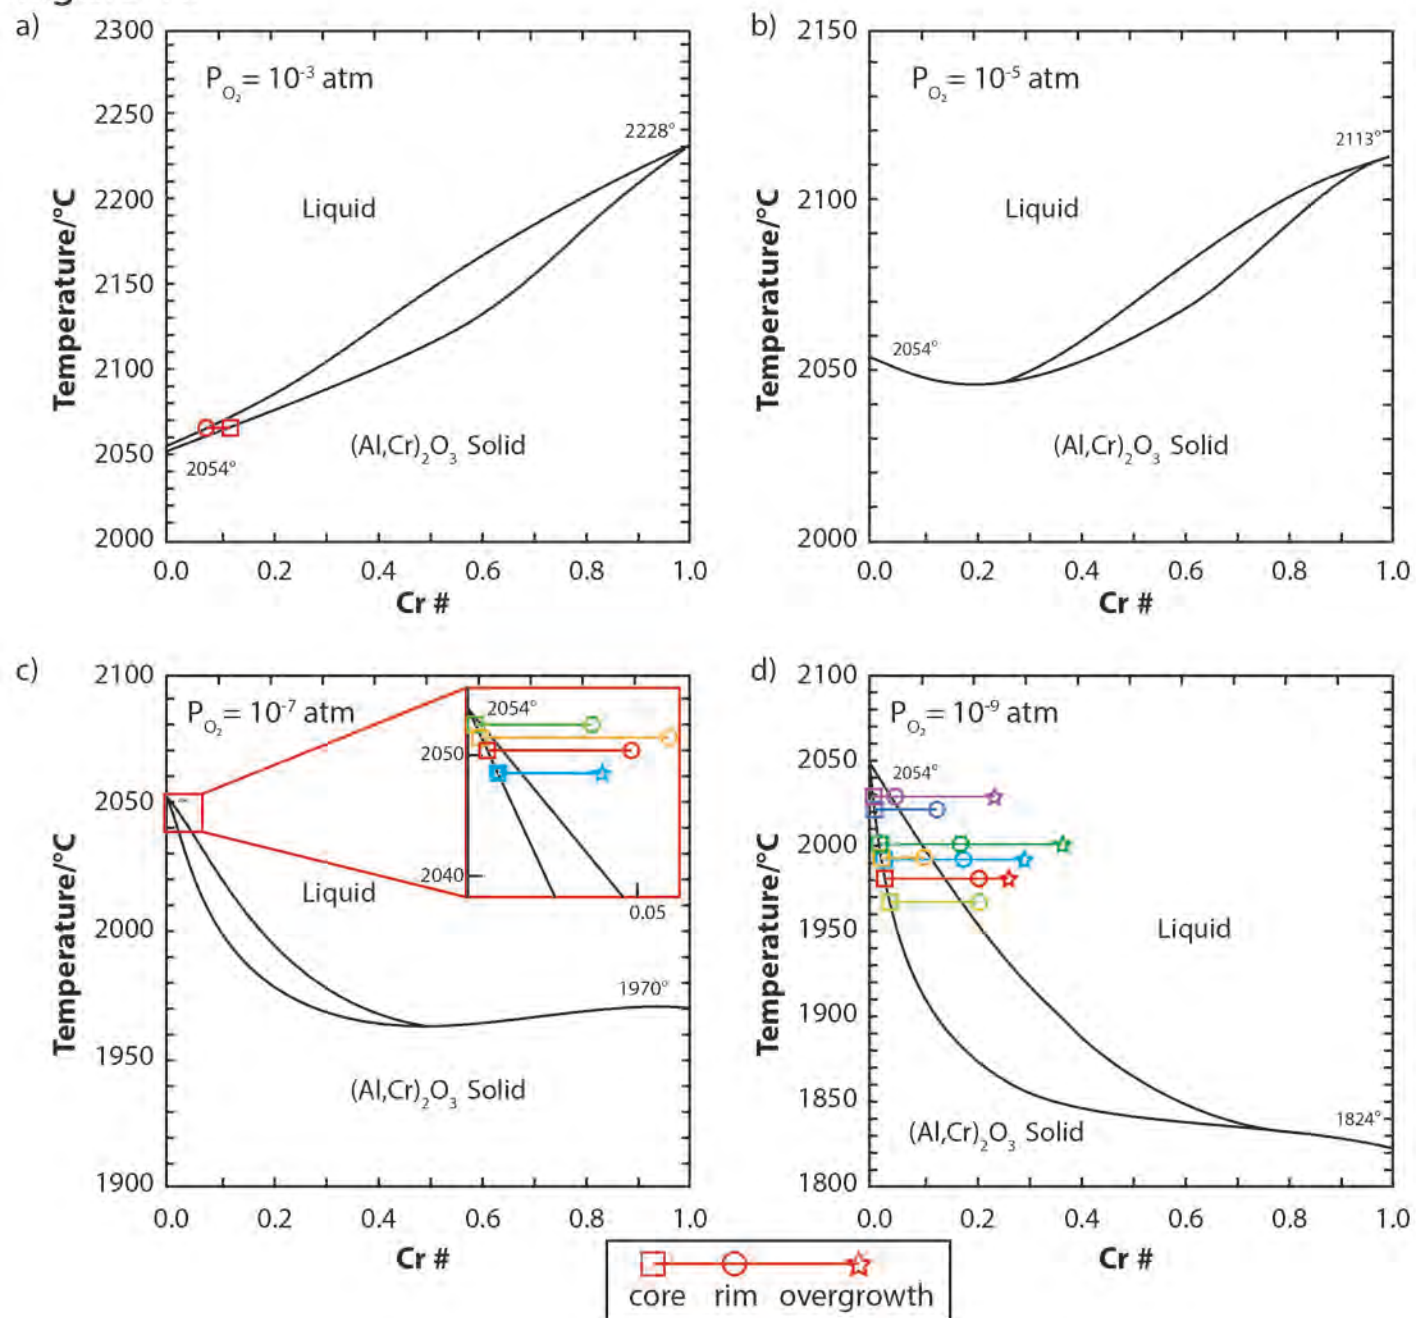 a)
P_O₂ = 10⁻³ atm
2300
2250
2200
2150
2100
2050
2000
Temperature/°C
2228°
Liquid
(Al,Cr)₂O₃ Solid
2054°
0.0 0.2 0.4 0.6 0.8 1.0
Cr #
b)
P_O₂ = 10⁻⁵ atm
2150
2100
2050
2000
Temperature/°C
2113°
Liquid
2054°
(Al,Cr)₂O₃ Solid
0.0 0.2 0.4 0.6 0.8 1.0
Cr #
c)
P_O₂ = 10⁻⁷ atm
2100
2050
2000
1950
1900
Temperature/°C
2054°
2050
2040
0.05
Liquid
1970°
(Al,Cr)₂O₃ Solid
0.0 0.2 0.4 0.6 0.8 1.0
Cr #
d)
P_O₂ = 10⁻⁹ atm
2100
2050
2000
1950
1900
1850
1800
Temperature/°C
2054°
Liquid
1824°
(Al,Cr)₂O₃ Solid
0.0 0.2 0.4 0.6 0.8 1.0
Cr #
core rim overgrowth